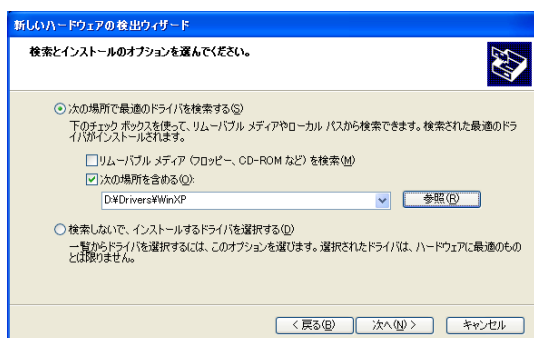 新しいハードウェアの検出ウィザード
検索とインストールのオプションを選んでください。
次の場所で最適のドライバを検索する(S)
下のチェック ボックスを使って、リムーバブル メディアやローカル パスから検索できます。検索された最適のドラ
イバがインストールされます。
リムーバブル メディア (フロッピー、CD-ROM など) を検索(M)
次の場所を含める(O):
D:¥Drivers¥WinXP
参照(R)
検索しないで、インストールするドライバを選択する(D)
一覧からドライバを選択するには、このオプションを選びます。選択されたドライバは、ハードウェアに最適のもの
とは限りません。
< 戻る(B)
次へ(N) >
キャンセル